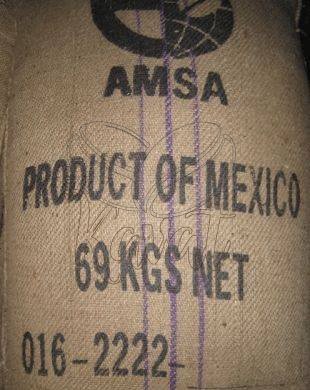 AMSA
PRODUCT OF MEXICO
69 KGS NET
016-2222-